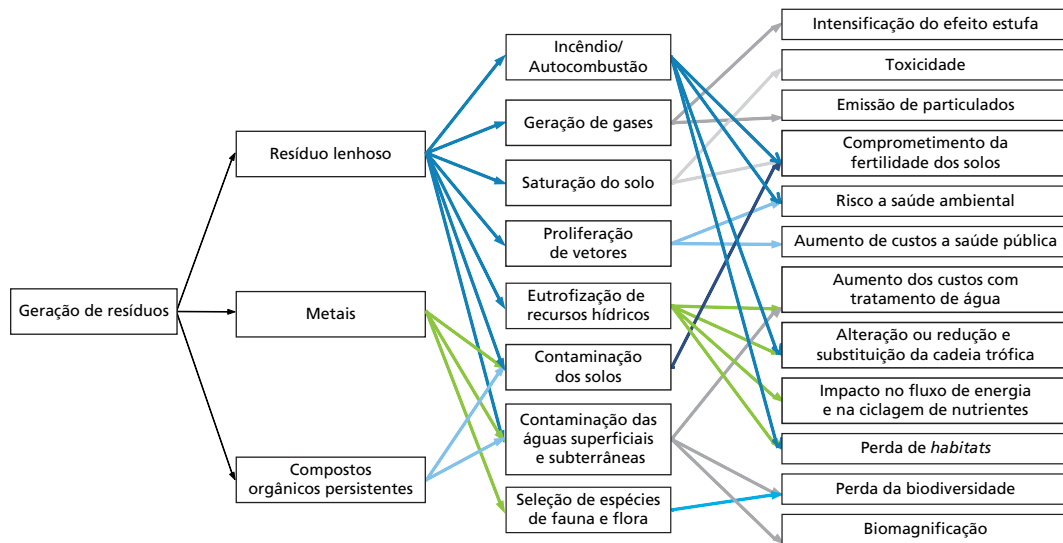 Geração de resíduos
Resíduo lenhoso
Metais
Compostos
orgânicos persistentes
Incêndio/
Autocombustão
Geração de gases
Saturação do solo
Proliferação
de vetores
Eutrofização de
recursos hídricos
Contaminação
dos solos
Contaminação das
águas superficiais
e subterrâneas
Seleção de espécies
de fauna e flora
Intensificação do efeito estufa
Toxicidade
Emissão de particulados
Comprometimento da
fertilidade dos solos
Risco a saúde ambiental
Aumento de custos a saúde pública
Aumento dos custos com
tratamento de água
Alteração ou redução e
substituição da cadeia trófica
Impacto no fluxo de energia
e na ciclagem de nutrientes
Perda de habitats
Perda da biodiversidade
Biomagnificação